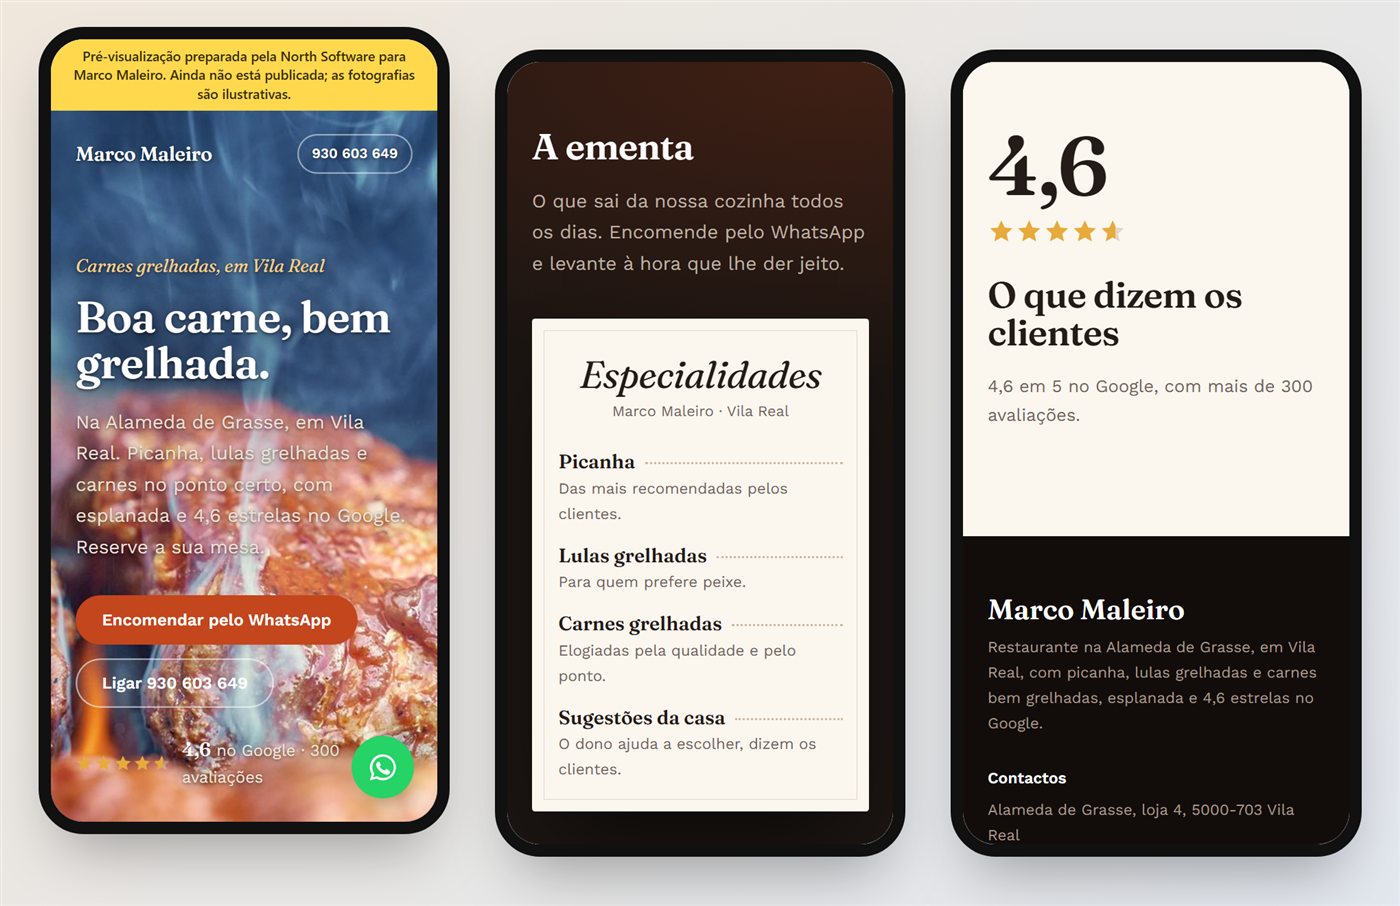 Pré-visualização preparada pela North Software para
Marco Maleiro. Ainda não está publicada; as fotografias
são ilustrativas.
Marco Maleiro
930 603 649
Carnes grelhadas, em Vila Real
Boa carne, bem
grelhada.
Na Alameda de Grasse, em Vila
Real. Picanha, lulas grelhadas e
carnes no ponto certo, com
esplanada e 4,6 estrelas no Google.
Reserve a sua mesa.
Encomendar pelo WhatsApp
Ligar 930 603 649
4,6 no Google · 300
avaliações
A ementa
O que sai da nossa cozinha todos
os dias. Encomende pelo WhatsApp
e levante à hora que lhe der jeito.
Especialidades
Marco Maleiro · Vila Real
Picanha
Das mais recomendadas pelos
clientes.
Lulas grelhadas
Para quem prefere peixe.
Carnes grelhadas
Elogiadas pela qualidade e pelo
ponto.
Sugestões da casa
O dono ajuda a escolher, dizem os
clientes.
4,6
O que dizem os
clientes
4,6 em 5 no Google, com mais de 300
avaliações.
Marco Maleiro
Restaurante na Alameda de Grasse, em Vila
Real, com picanha, lulas grelhadas e carnes
bem grelhadas, esplanada e 4,6 estrelas no
Google.
Contactos
Alameda de Grasse, loja 4, 5000-703 Vila
Real